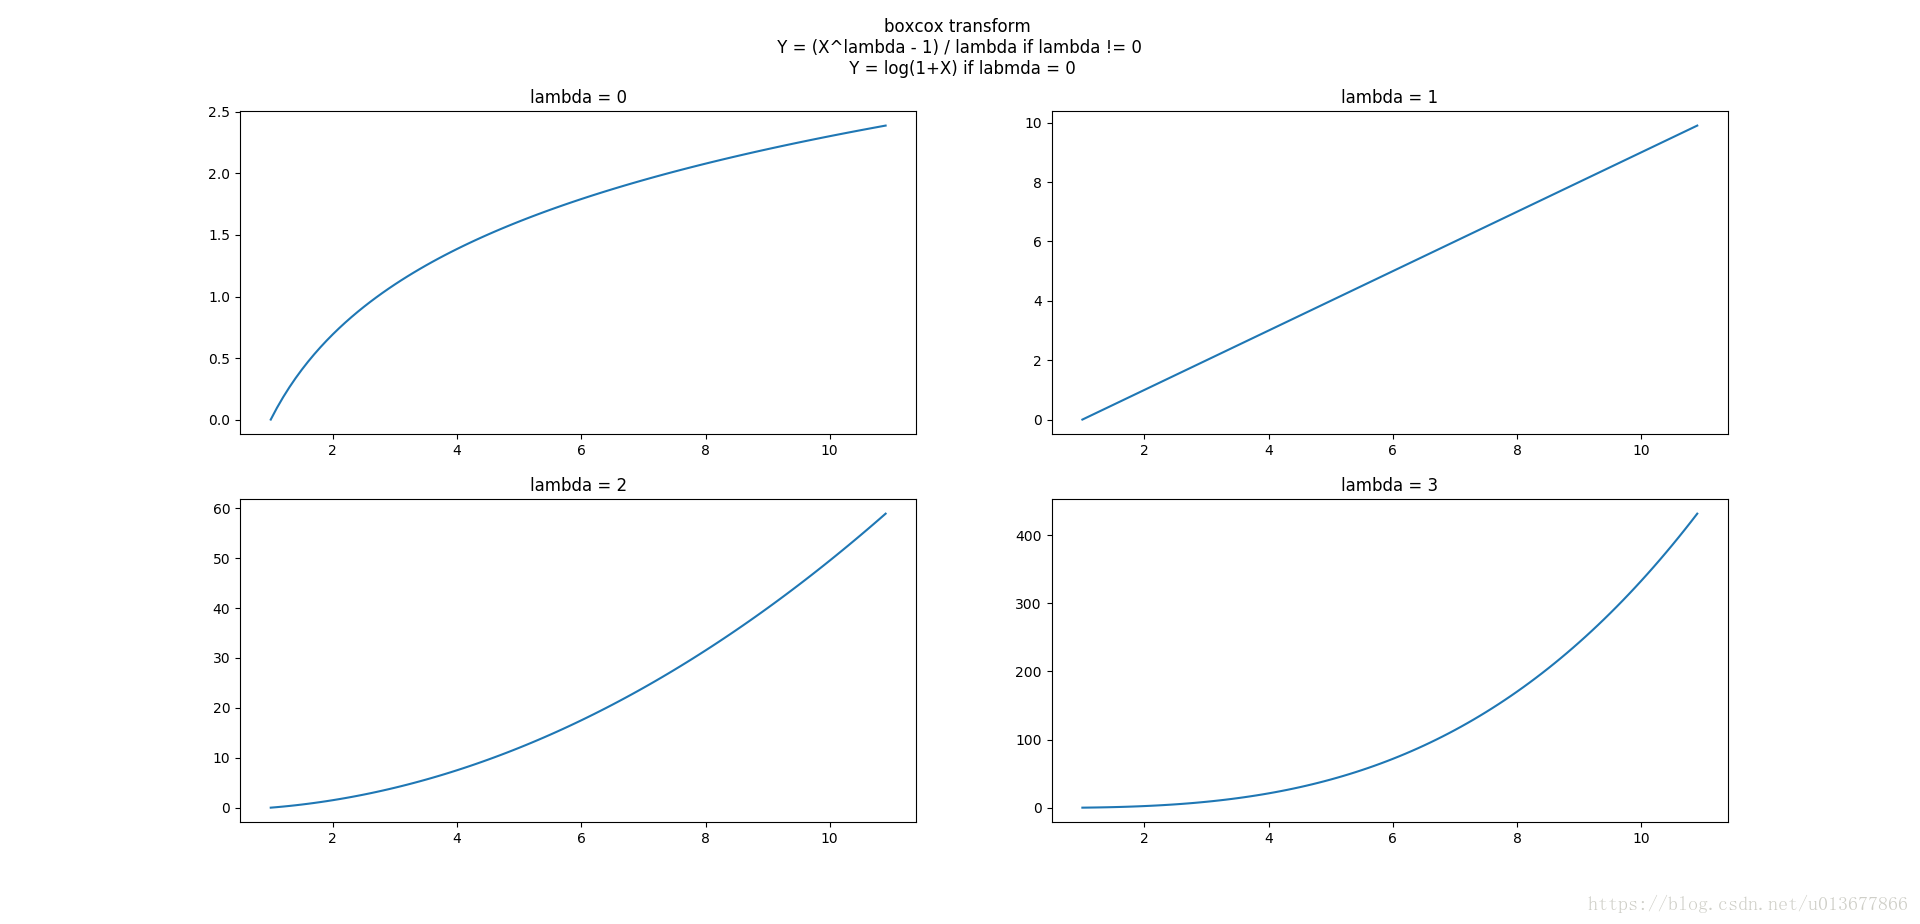 boxcox transform
Y = (X^lambda - 1) / lambda if lambda != 0
Y = log(1+X) if labmda = 0
lambda = 0
2.5
2.0
1.5
1.0
0.5
0.0
2 4 6 8 10
lambda = 1
10
8
6
4
2
0
2 4 6 8 10
lambda = 2
60
50
40
30
20
10
0
2 4 6 8 10
lambda = 3
400
300
200
100
0
2 4 6 8 10
https://blog.csdn.net/u013677866